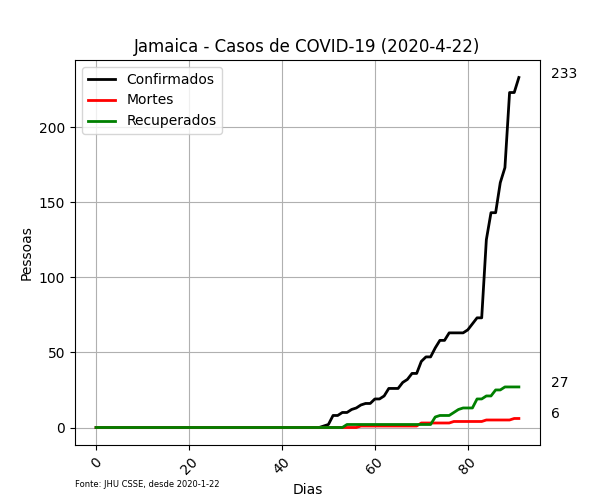 Jamaica - Casos de COVID-19 (2020-4-22)
Confirmados
Mortes
Recuperados
233
27
6
200
150
100
50
0
Pessoas
0
20
40
60
80
Dias
Fonte: JHU CSSE, desde 2020-1-22